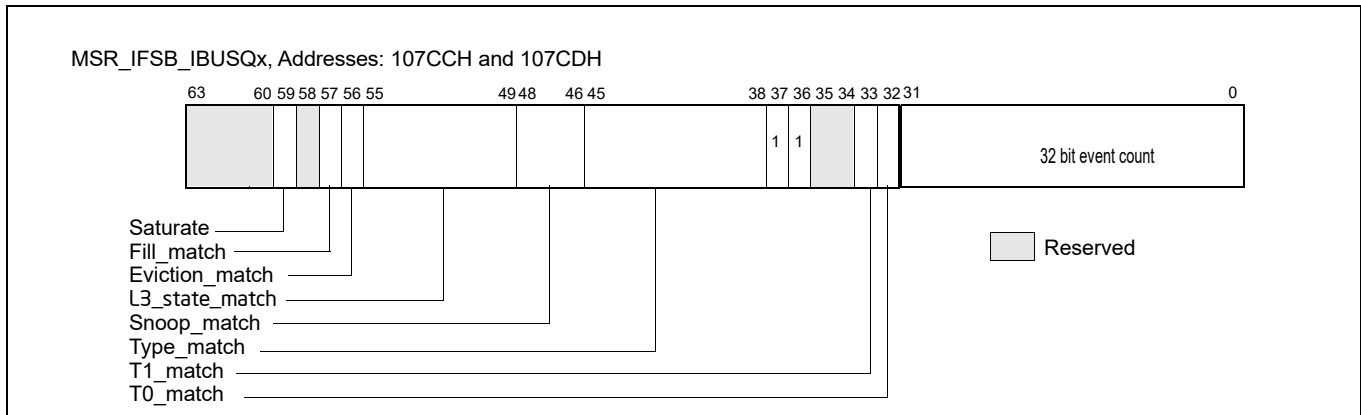 MSR_IFSB_IBUSQx, Addresses: 107CCH and 107CDH
63 60 59 58 57 56 55 49 48 46 45 38 37 36 35 34 33 32 31 0
1 1 32 bit event count
Saturate
Fill_match
Eviction_match
L3_state_match
Snoop_match
Type_match
T1_match
T0_match
Reserved